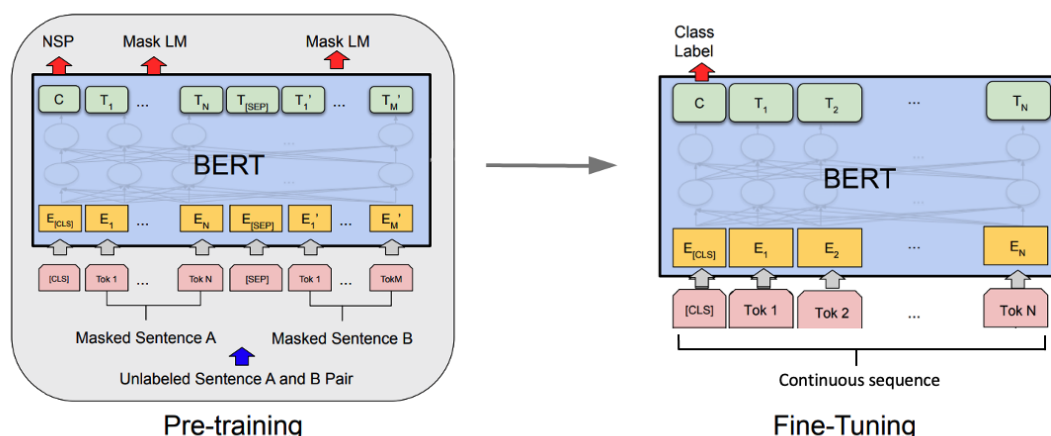 NSP Mask LM Mask LM
C T1 ... TN T[SEP] T1' ... TM'
...
BERT
...
E[CLS] E1 ... EN E[SEP] E1' ... EM'
[CLS] Tok 1 ... Tok N [SEP] Tok 1 ... TokM
Masked Sentence A Masked Sentence B
Unlabeled Sentence A and B Pair
Pre-training
Class
Label
C T1 T2 ... TN
...
BERT
...
E[CLS] E1 E2 ... EN
[CLS] Tok 1 Tok 2 ... Tok N
Continuous sequence
Fine-Tuning